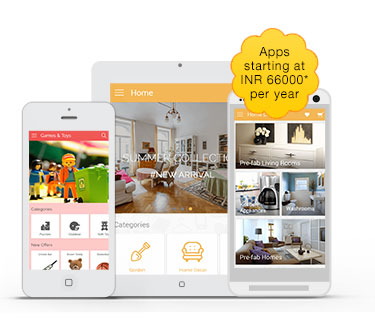 Apps
starting at
INR 66000*
per year
Home
SUMMER COLLECTIO
#NEW ARRIVAL
Categories
Garden
Home Decor
Games & Toys
Categories
New Offers
Pre-fab Living Rooms
Appliances
Washrooms
Pre-fab Homes